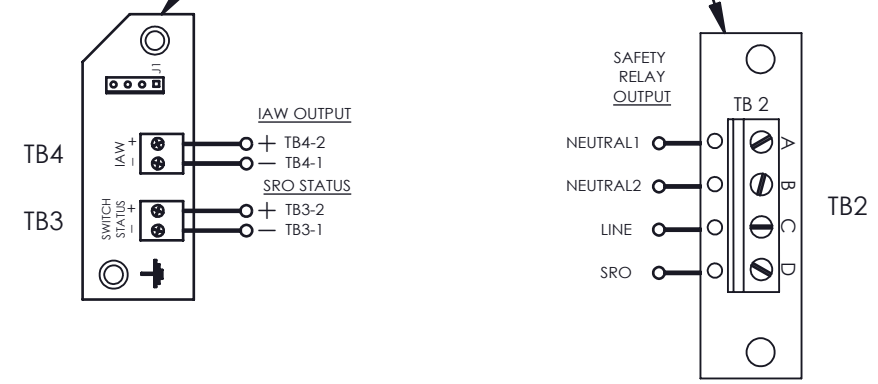 J1
IAW OUTPUT
TB4
IAW
+
−
+ TB4-2
− TB4-1
SRO STATUS
TB3
SWITCH
STATUS
+
−
+ TB3-2
− TB3-1
SAFETY
RELAY
OUTPUT
TB 2
NEUTRAL1
A
NEUTRAL2
B
TB2
LINE
C
SRO
D